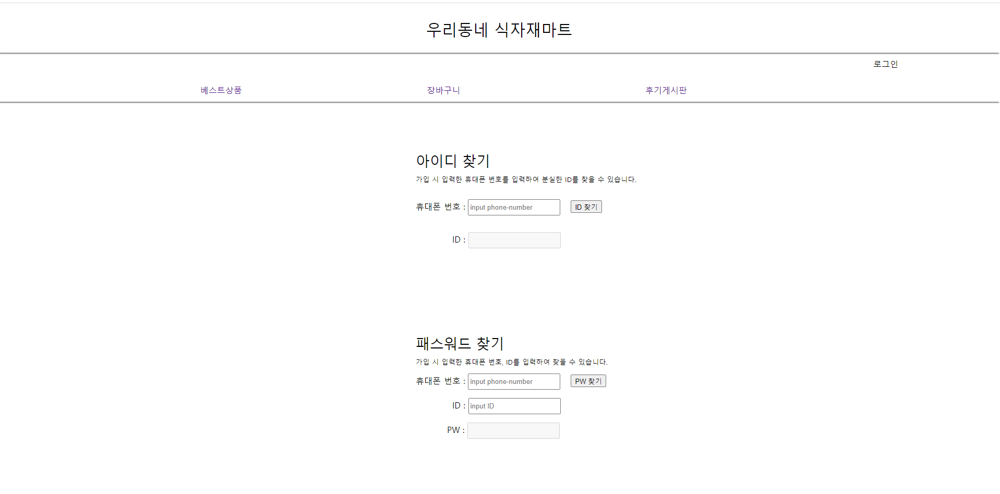 우리동네 식자재마트
로그인
베스트상품 장바구니 후기게시판
아이디 찾기
가입 시 입력한 휴대폰 번호를 입력하여 분실한 ID를 찾을 수 있습니다.
휴대폰 번호 : input phone-number ID 찾기
ID :
패스워드 찾기
가입 시 입력한 휴대폰 번호, ID를 입력하여 찾을 수 있습니다.
휴대폰 번호 : input phone-number PW 찾기
ID : input ID
PW :